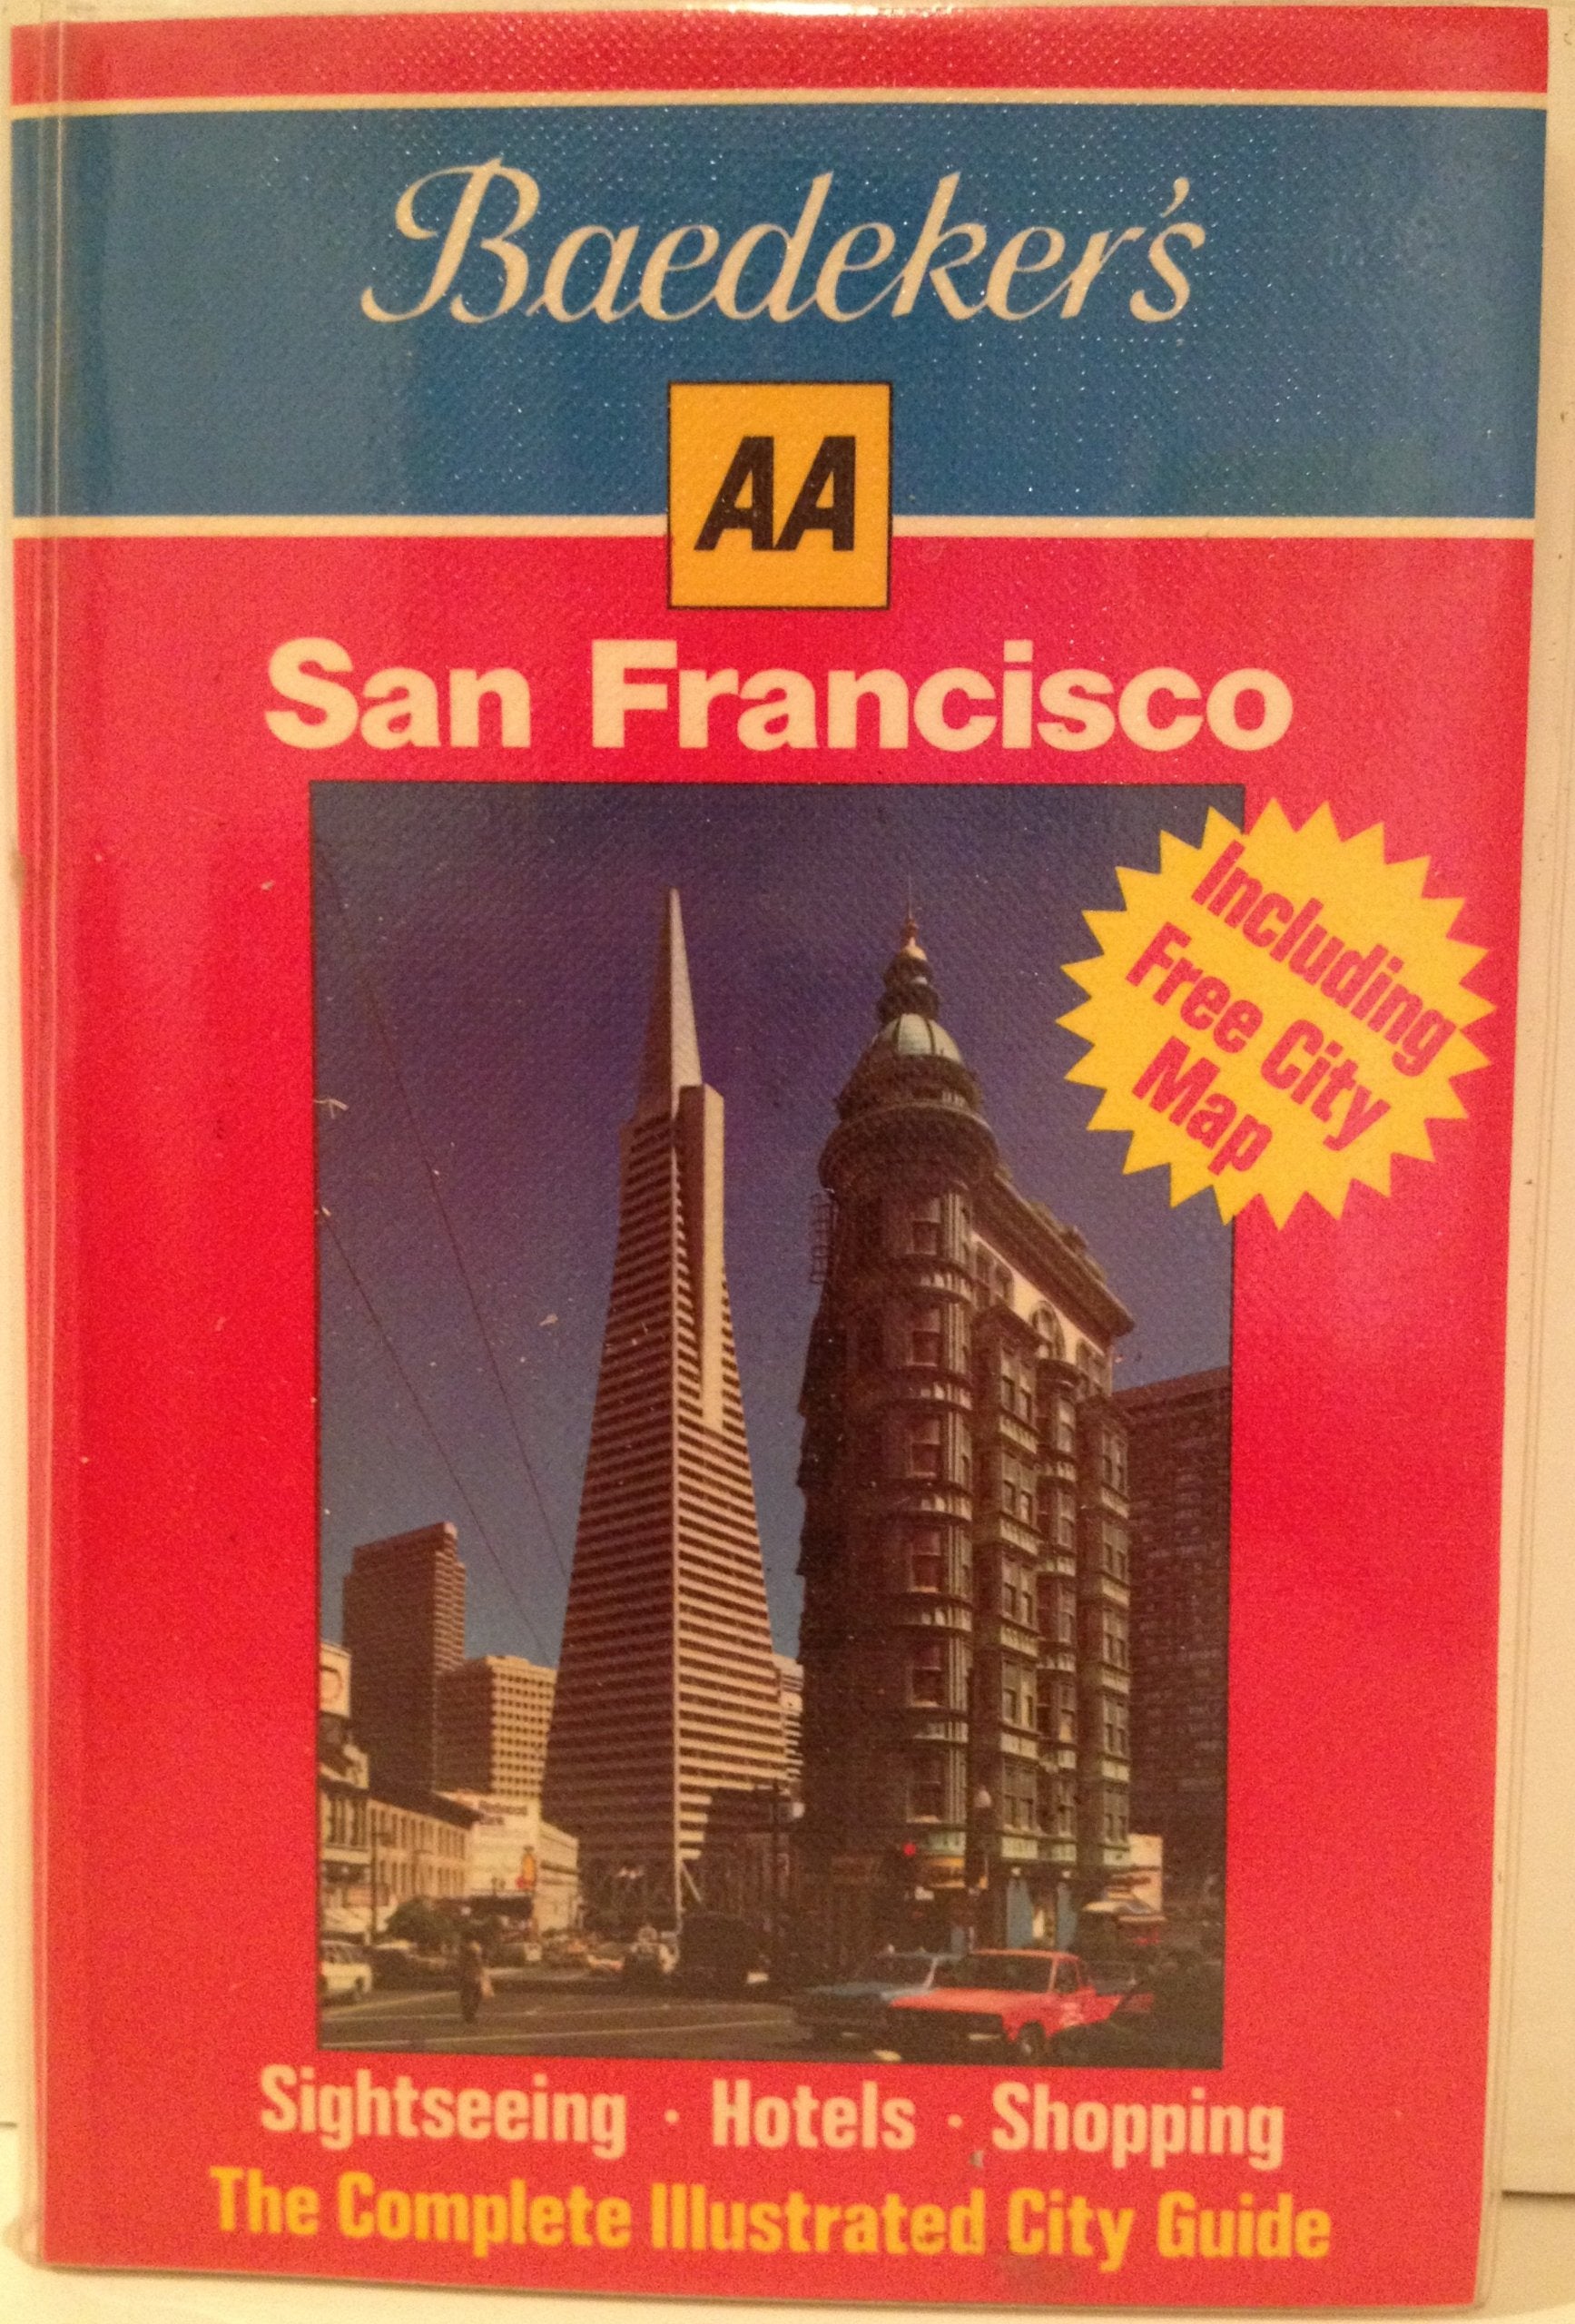 Baedeker's
AA
San Francisco
Including
Free City
Map
Sightseeing · Hotels · Shopping
The Complete Illustrated City Guide